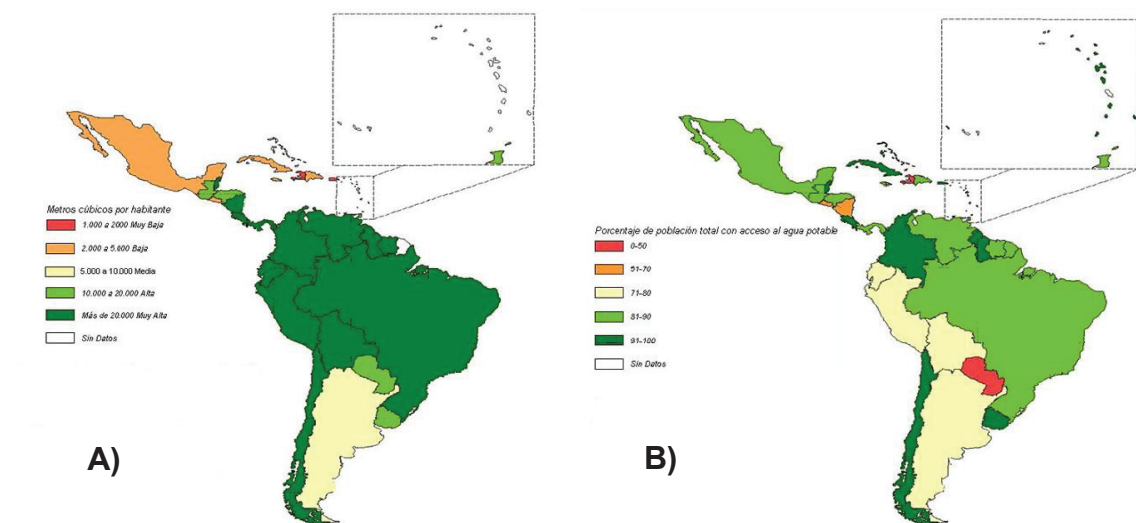 Metros cúbicos por habitante
1.000 a 2000 Muy Baja
2.000 a 5.000 Baja
5.000 a 10.000 Media
10.000 a 20.000 Alta
Más de 20.000 Muy Alta
Sin Datos
A)
Porcentaje de población total con acceso al agua potable
0-50
51-70
71-80
81-90
91-100
Sin Datos
B)